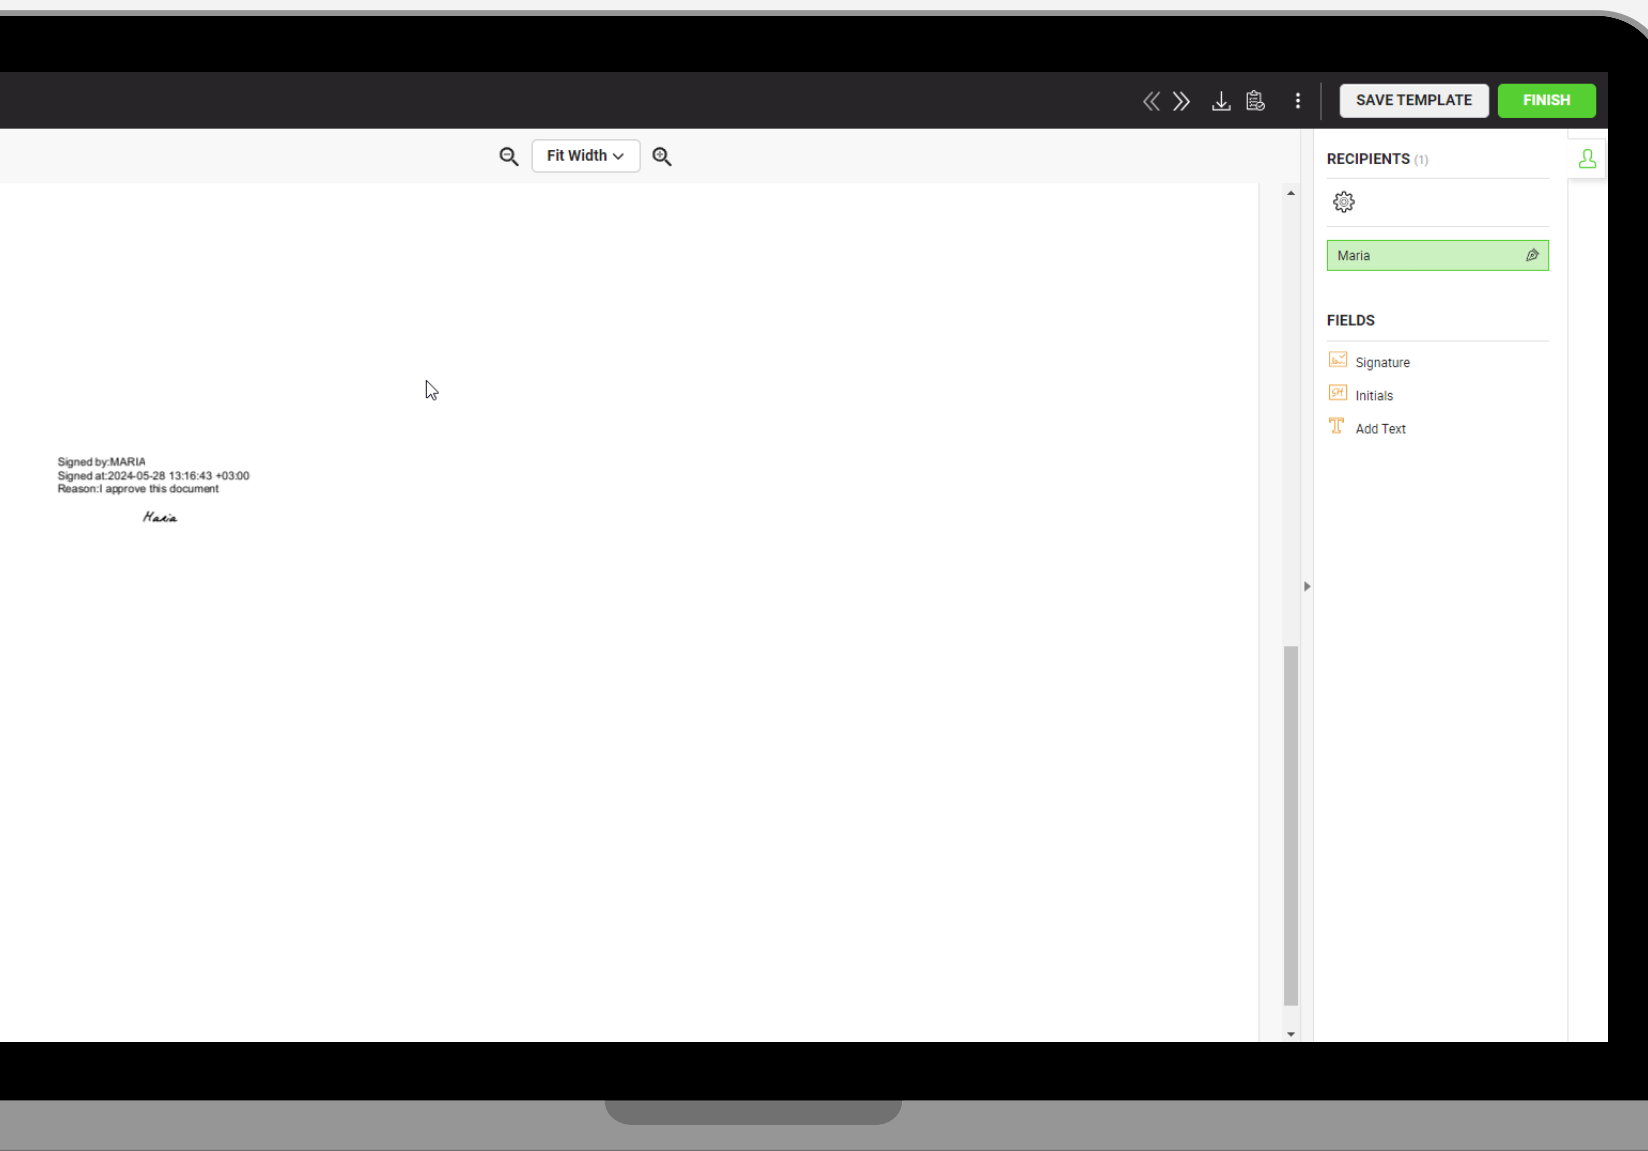 SAVE TEMPLATE
FINISH
Fit Width
RECIPIENTS (1)
Maria
FIELDS
Signature
Initials
Add Text
Signed by:MARIA
Signed at:2024-05-28 13:16:43 +03:00
Reason:I approve this document
Maria